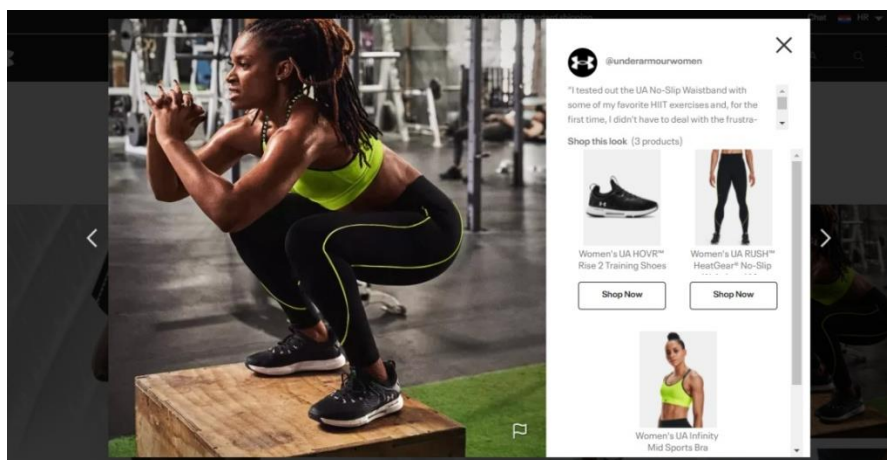 Chat HR
@underarmourwomen
"I tested out the UA No-Slip Waistband with
some of my favorite HIIT exercises and, for the
first time, I didn't have to deal with the frustra-
Shop this look (3 products)
Women's UA HOVR™
Rise 2 Training Shoes
Women's UA RUSH™
HeatGear® No-Slip
Shop Now
Shop Now
Women's UA Infinity
Mid Sports Bra